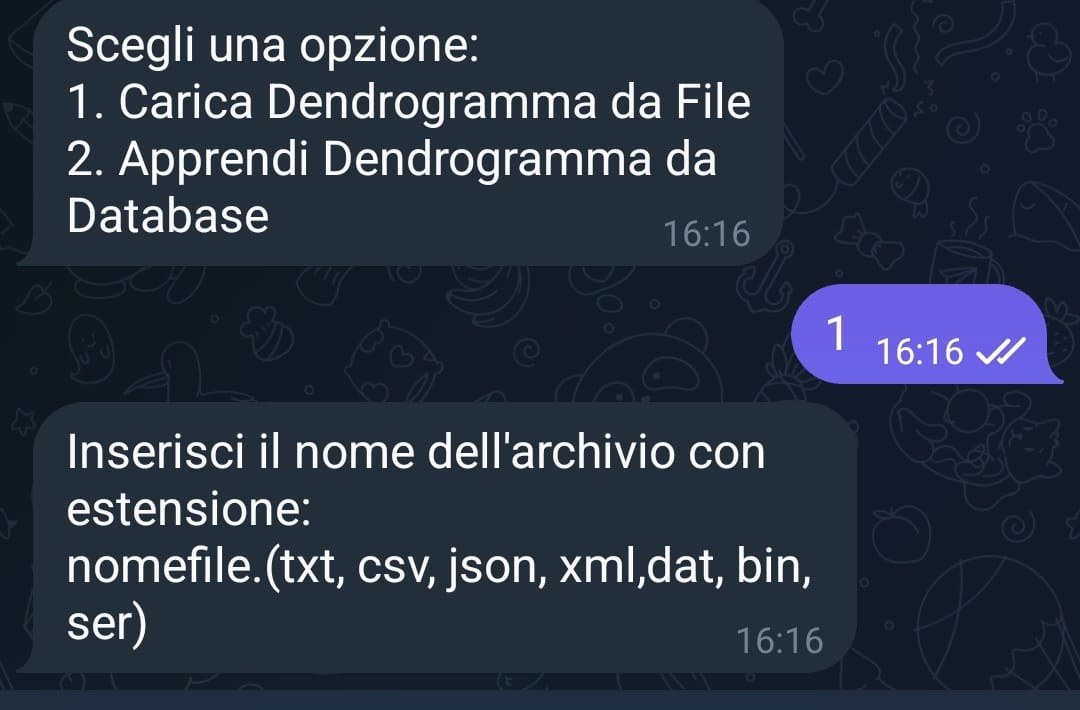 Scegli una opzione:
1. Carica Dendrogramma da File
2. Apprendi Dendrogramma da
Database
16:16
1
16:16
Inserisci il nome dell'archivio con
estensione:
nomefile.(txt, csv, json, xml,dat, bin,
ser)
16:16